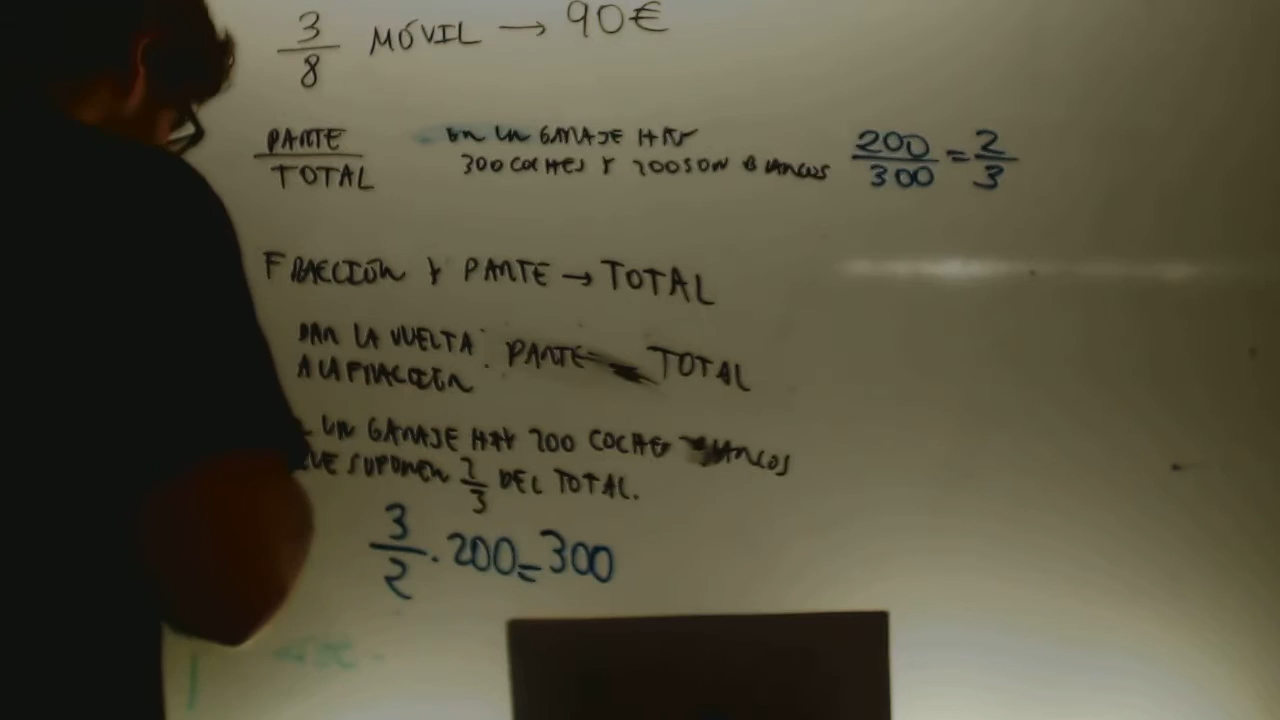 3/8 MÓVIL → 90€
PARTE/TOTAL
EN UN GARAJE HAY
300 COCHES Y 200 SON BLANCOS
200/300 = 2/3
FRACCIÓN Y PARTE → TOTAL
DAR LA VUELTA
A LA FRACCIÓN
: PARTE TOTAL
UN GARAJE HAY 200 COCHES
SUPONEN 2/3 DEL TOTAL.
3/2 · 200 = 300